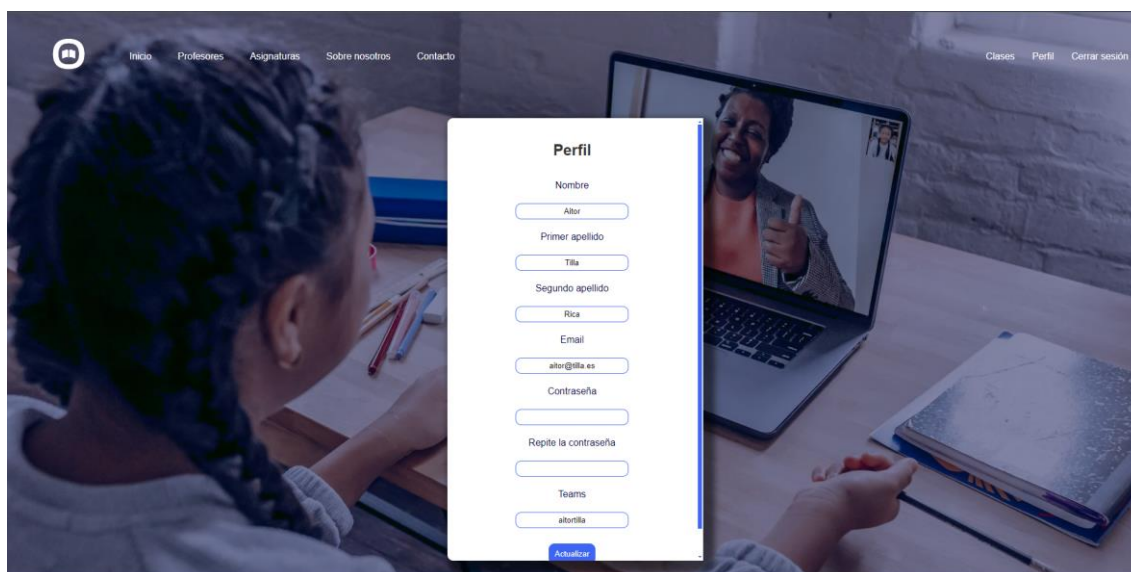 Inicio Profesores Asignaturas Sobre nosotros Contacto Clases Perfil Cerrar sesión
Perfil
Nombre
Aitor
Primer apellido
Tilla
Segundo apellido
Rica
Email
aitor@tilla.es
Contraseña
Repite la contraseña
Teams
aitortilla
Actualizar